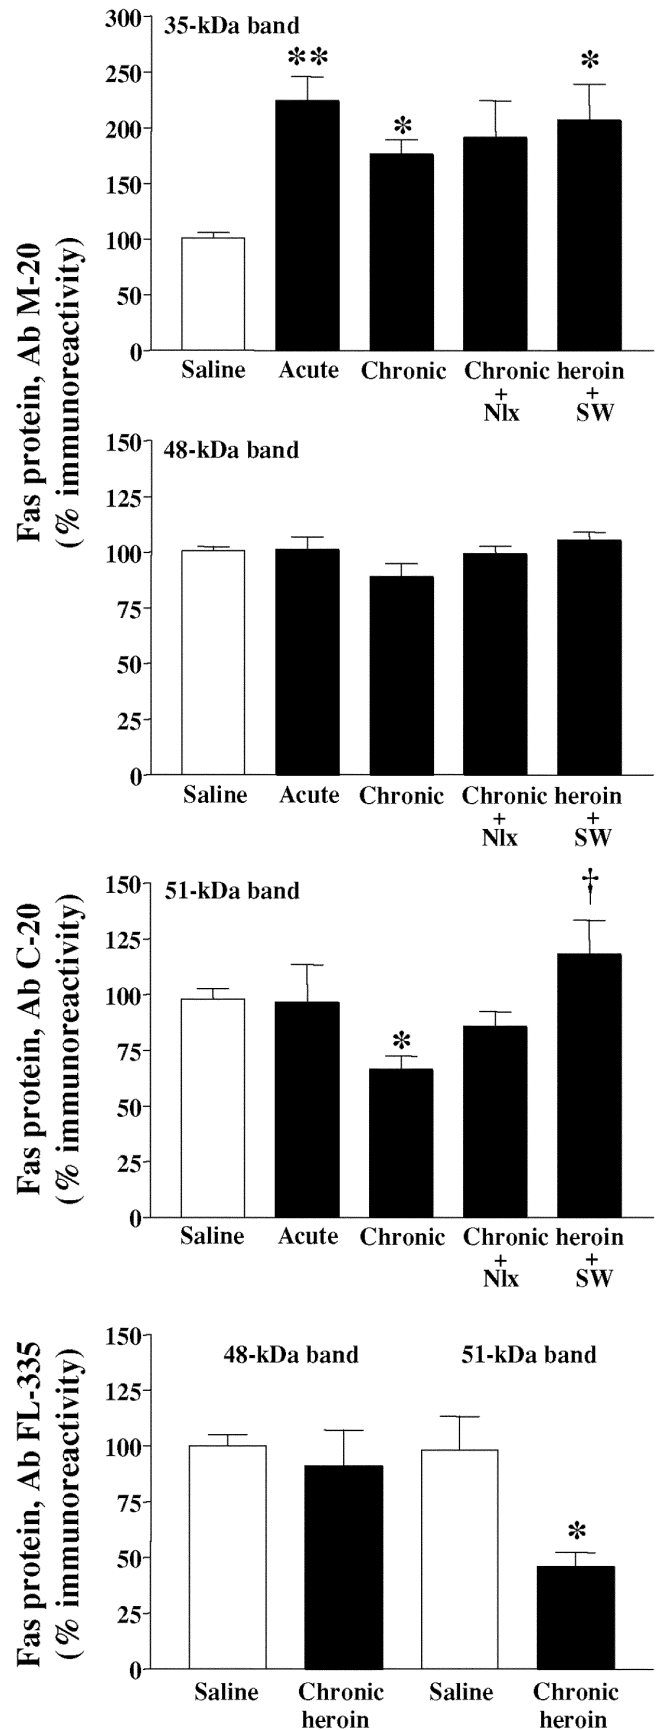 Fas protein, Ab M-20
(% immunoreactivity)
35-kDa band
300
250
200
150
100
50
0
**
*
*
Saline Acute Chronic Chronic heroin
+ +
Nlx SW
48-kDa band
150
125
100
75
50
25
0
Saline Acute Chronic Chronic heroin
+ +
Nlx SW
Fas protein, Ab C-20
(% immunoreactivity)
51-kDa band
150
125
100
75
50
25
0
*
†
Saline Acute Chronic Chronic heroin
+ +
Nlx SW
Fas protein, Ab FL-335
(% immunoreactivity)
48-kDa band 51-kDa band
150
125
100
75
50
25
0
*
Saline Chronic Saline Chronic
heroin heroin